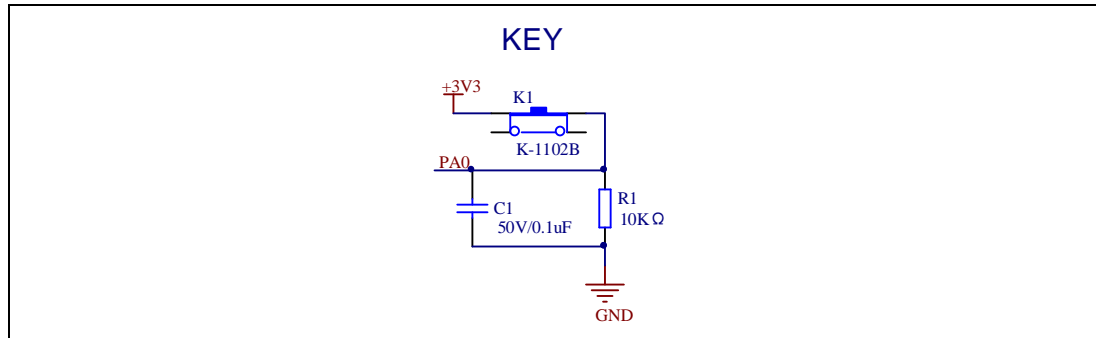 KEY
+3V3
K1
K-1102B
PA0
C1
50V/0.1uF
R1
10KΩ
GND